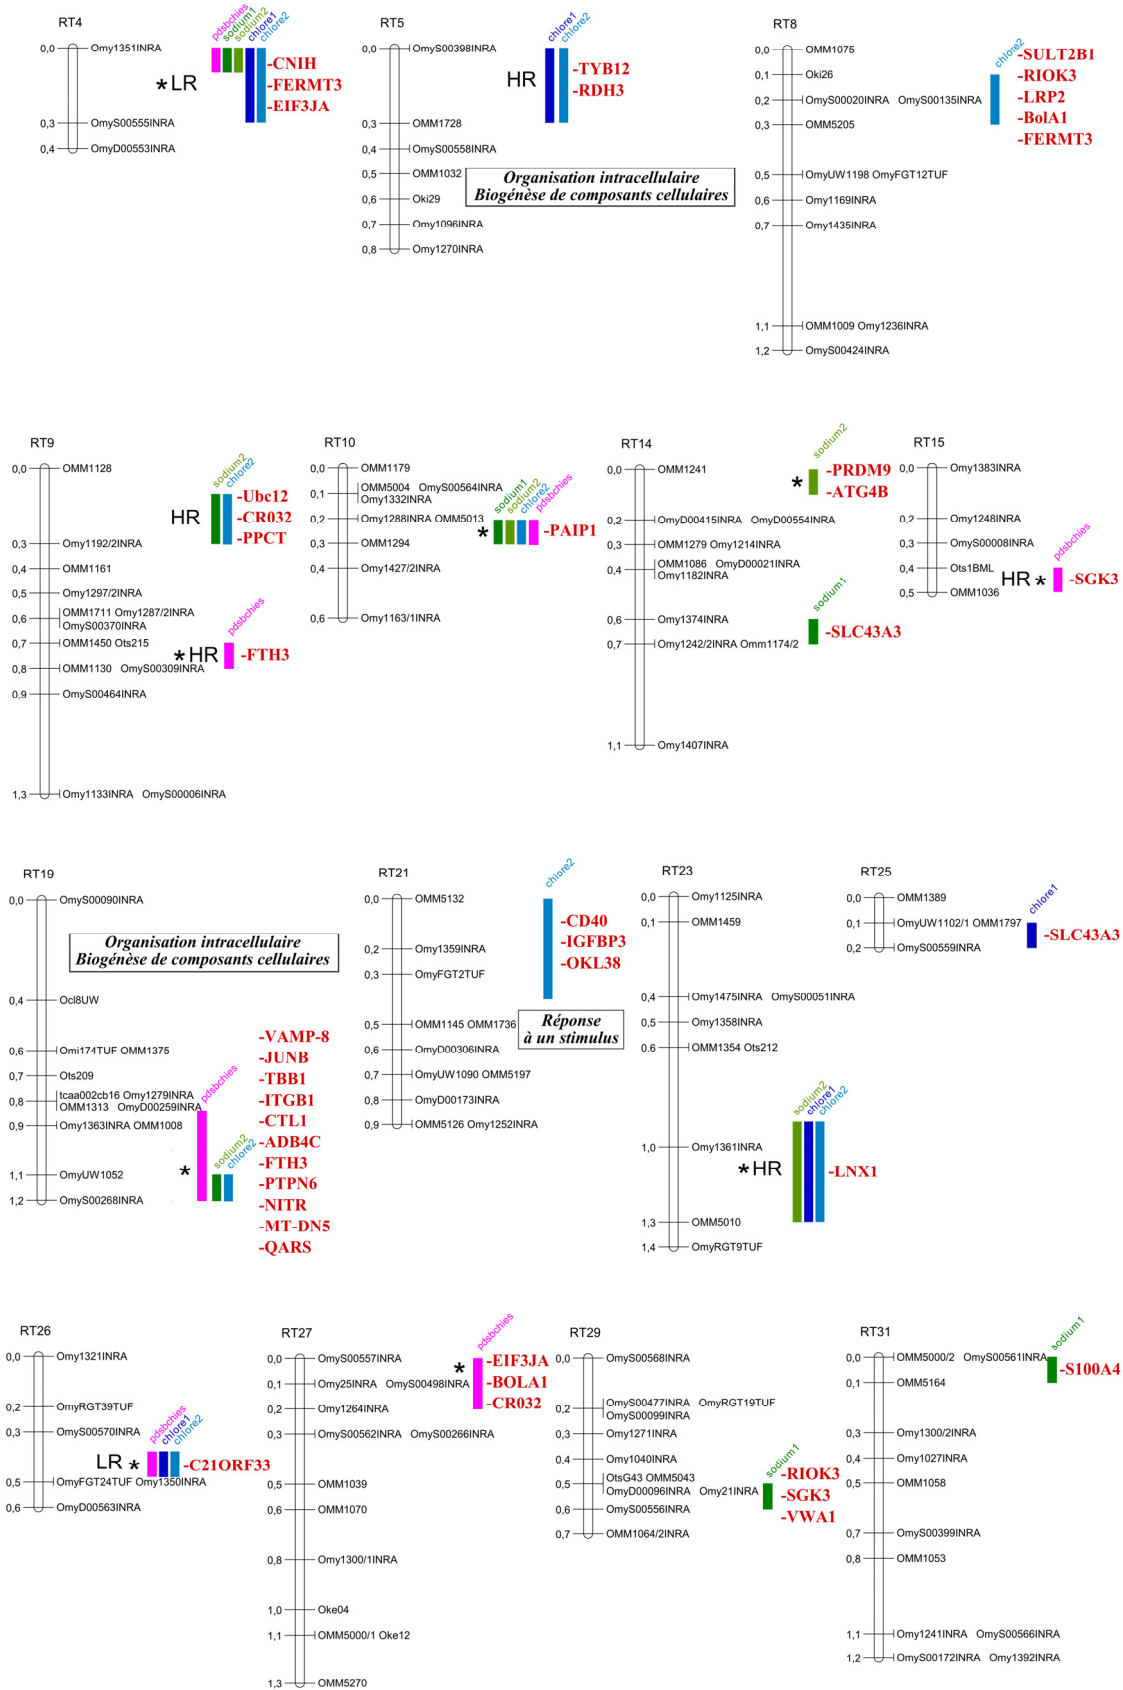 RT4
pdsbchies
sodium1
sodium2
chlore1
chlore2
0,0 Omy1351INRA
0,3 OmyS00555INRA
0,4 OmyD00553INRA
* LR
-CNIH
-FERMT3
-EIF3JA
RT5
chlore1
chlore2
0,0 OmyS00398INRA
0,3 OMM1728
0,4 OmyS00558INRA
0,5 OMM1032
0,6 Oki29
0,7 Omy1096INRA
0,8 Omy1270INRA
HR
-TYB12
-RDH3
Organisation intracellulaire
Biogénèse de composants cellulaires
RT8
chlore2
0,0 OMM1075
0,1 Oki26
0,2 OmyS00020INRA OmyS00135INRA
0,3 OMM5205
0,5 OmyUW1198 OmyFGT12TUF
0,6 Omy1169INRA
0,7 Omy1435INRA
1,1 OMM1009 Omy1236INRA
1,2 OmyS00424INRA
-SULT2B1
-RIOK3
-LRP2
-BolA1
-FERMT3
RT9
sodium2
chlore2
0,0 OMM1128
0,3 Omy1192/2INRA
0,4 OMM1161
0,5 Omy1297/2INRA
0,6 OMM1711 Omy1287/2INRA
OmyS00370INRA
0,7 OMM1450 Ots215
0,8 OMM1130 OmyS00309INRA
0,9 OmyS00464INRA
1,3 Omy1133INRA OmyS00006INRA
HR
-Ubc12
-CR032
-PPCT
pdsbchies
* HR
-FTH3
RT10
0,0 OMM1179
0,1 OMM5004 OmyS00564INRA
Omy1332INRA
0,2 Omy1288INRA OMM5013
0,3 OMM1294
0,4 Omy1427/2INRA
0,6 Omy1163/1INRA
sodium1
sodium2
chlore2
pdsbchies
*
-PAIP1
RT14
0,0 OMM1241
0,2 OmyD00415INRA OmyD00554INRA
0,3 OMM1279 Omy1214INRA
0,4 OMM1086 OmyD00021INRA
Omy1182INRA
0,6 Omy1374INRA
0,7 Omy1242/2INRA Omm1174/2
1,1 Omy1407INRA
sodium2
*
-PRDM9
-ATG4B
sodium1
-SLC43A3
RT15
0,0 Omy1383INRA
0,2 Omy1248INRA
0,3 OmyS00008INRA
0,4 Ots1BML
0,5 OMM1036
pdsbchies
HR *
-SGK3
RT19
0,0 OmyS00090INRA
Organisation intracellulaire
Biogénèse de composants cellulaires
0,4 Ocl8UW
0,6 Omi174TUF OMM1375
0,7 Ots209
0,8 tcaa002cb16 Omy1279INRA
OMM1313 OmyD00259INRA
0,9 Omy1363INRA OMM1008
1,1 OmyUW1052
1,2 OmyS00268INRA
pdsbchies
sodium2
chlore2
*
-VAMP-8
-JUNB
-TBB1
-ITGB1
-CTL1
-ADB4C
-FTH3
-PTPN6
-NITR
-MT-DN5
-QARS
RT21
0,0 OMM5132
0,2 Omy1359INRA
0,3 OmyFGT2TUF
0,5 OMM1145 OMM1736
0,6 OmyD00306INRA
0,7 OmyUW1090 OMM5197
0,8 OmyD00173INRA
0,9 OMM5126 Omy1252INRA
chlore2
-CD40
-IGFBP3
-OKL38
Réponse
à un stimulus
RT23
0,0 Omy1125INRA
0,1 OMM1459
0,4 Omy1475INRA OmyS00051INRA
0,5 Omy1358INRA
0,6 OMM1354 Ots212
1,0 Omy1361INRA
1,3 OMM5010
1,4 OmyRGT9TUF
sodium2
chlore1
chlore2
* HR
-LNX1
RT25
0,0 OMM1389
0,1 OmyUW1102/1 OMM1797
0,2 OmyS00559INRA
chlore1
-SLC43A3
RT26
0,0 Omy1321INRA
0,2 OmyRGT39TUF
0,3 OmyS00570INRA
0,5 OmyFGT24TUF Omy1350INRA
0,6 OmyD00563INRA
pdsbchies
chlore1
chlore2
LR *
-C21ORF33
RT27
0,0 OmyS00557INRA
0,1 Omy25INRA OmyS00498INRA
0,2 Omy1264INRA
0,3 OmyS00562INRA OmyS00266INRA
0,5 OMM1039
0,6 OMM1070
0,8 Omy1300/1INRA
1,0 Oke04
1,1 OMM5000/1 Oke12
1,3 OMM5270
pdsbchies
*
-EIF3JA
-BOLA1
-CR032
RT29
0,0 OmyS00568INRA
0,2 OmyS00477INRA OmyRGT19TUF
OmyS00099INRA
0,3 Omy1271INRA
0,4 Omy1040INRA
0,5 OtsG43 OMM5043
OmyD00096INRA Omy21INRA
0,6 OmyS00556INRA
0,7 OMM1064/2INRA
sodium1
-RIOK3
-SGK3
-VWA1
RT31
0,0 OMM5000/2 OmyS00561INRA
0,1 OMM5164
0,3 Omy1300/2INRA
0,4 Omy1027INRA
0,5 OMM1058
0,7 OmyS00399INRA
0,8 OMM1053
1,1 Omy1241INRA OmyS00566INRA
1,2 OmyS00172INRA Omy1392INRA
sodium1
-S100A4